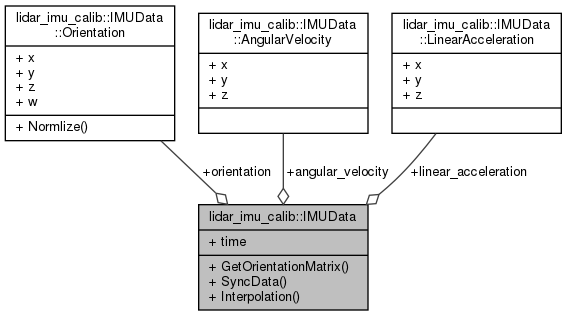 lidar_imu_calib::IMUData
::Orientation
+ x
+ y
+ z
+ w
+ Normlize()
lidar_imu_calib::IMUData
::AngularVelocity
+ x
+ y
+ z
lidar_imu_calib::IMUData
::LinearAcceleration
+ x
+ y
+ z
+orientation
+angular_velocity
+linear_acceleration
lidar_imu_calib::IMUData
+ time
+ GetOrientationMatrix()
+ SyncData()
+ Interpolation()